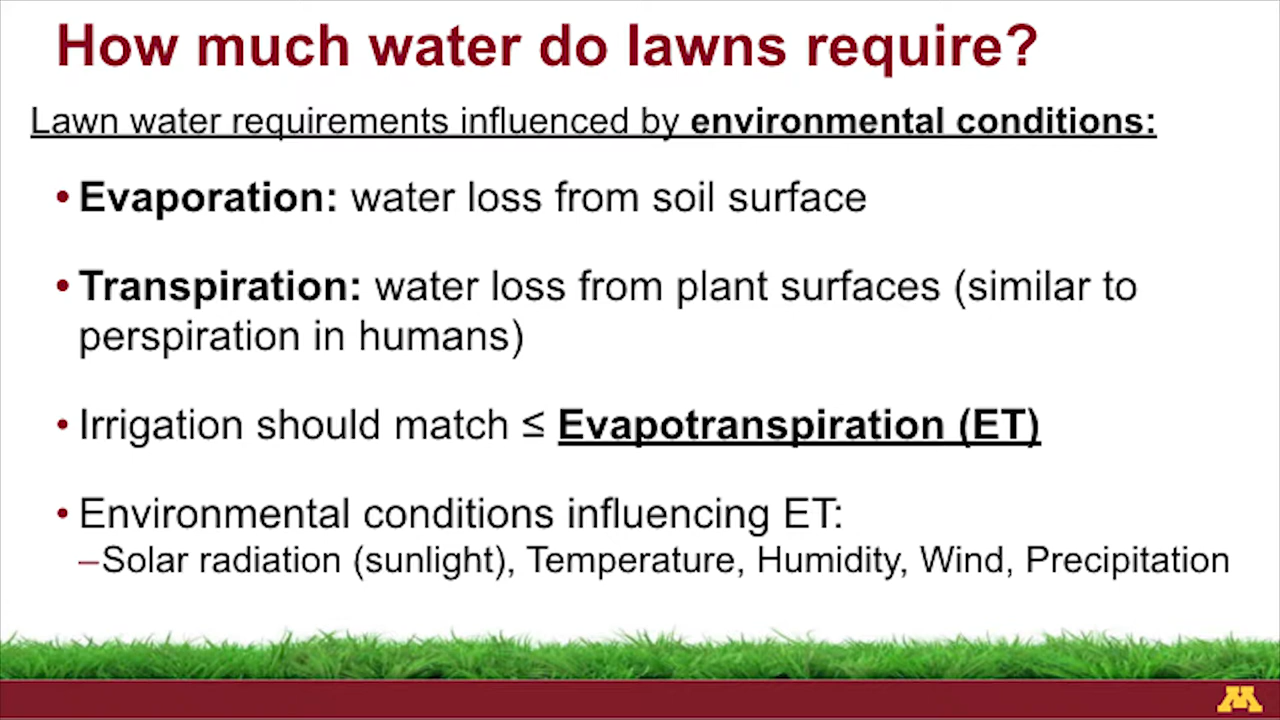 How much water do lawns require?
Lawn water requirements influenced by environmental conditions:
• Evaporation: water loss from soil surface
• Transpiration: water loss from plant surfaces (similar to
perspiration in humans)
• Irrigation should match ≤ Evapotranspiration (ET)
• Environmental conditions influencing ET:
–Solar radiation (sunlight), Temperature, Humidity, Wind, Precipitation
M